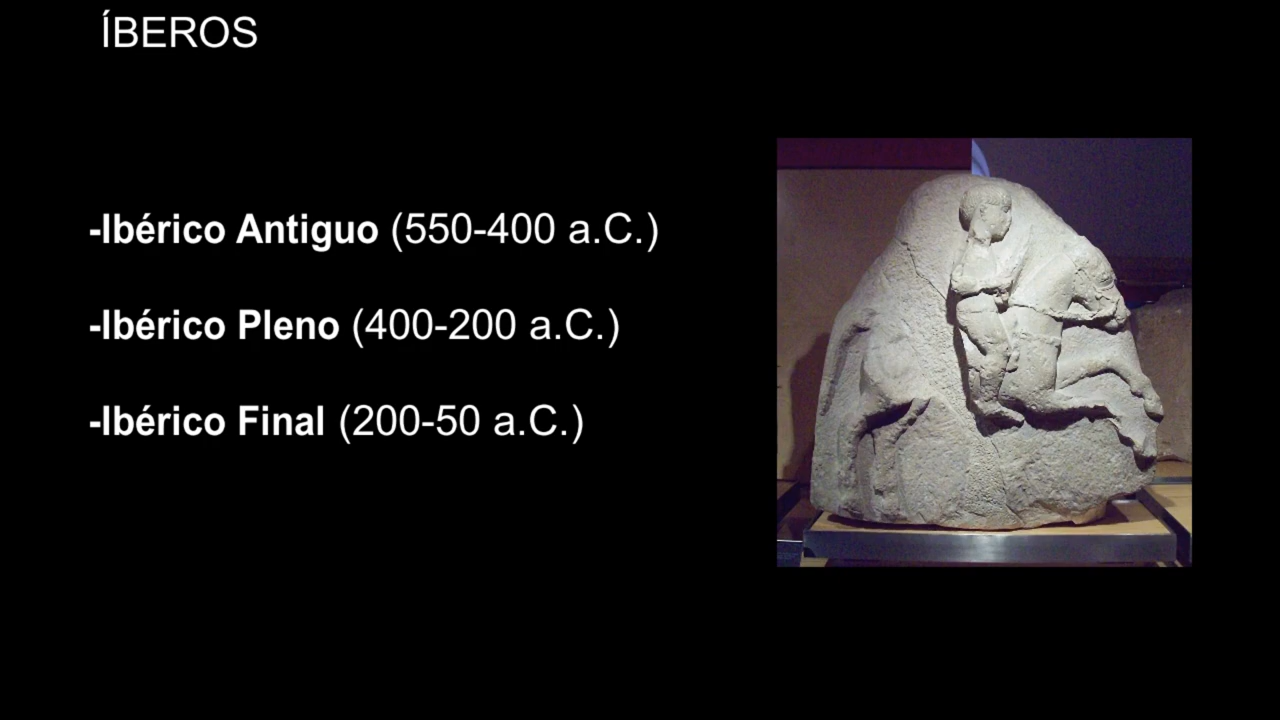 ÍBEROS
-Ibérico Antiguo (550-400 a.C.)
-Ibérico Pleno (400-200 a.C.)
-Ibérico Final (200-50 a.C.)